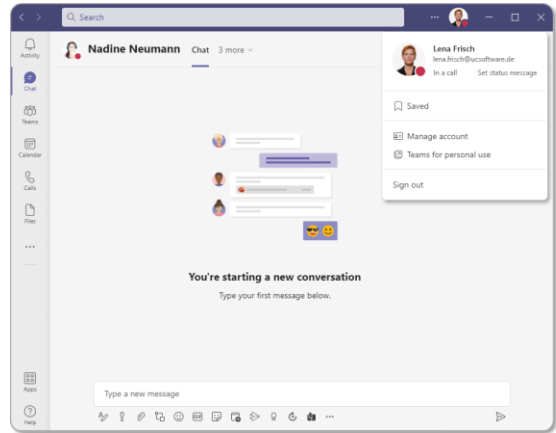 Search
Activity
Chat
Teams
Calendar
Calls
Files
Apps
Help
Nadine Neumann Chat 3 more
Lena Frisch
lena.frisch@ucsoftware.de
In a call Set status message
Saved
Manage account
Teams for personal use
Sign out
You're starting a new conversation
Type your first message below.
Type a new message